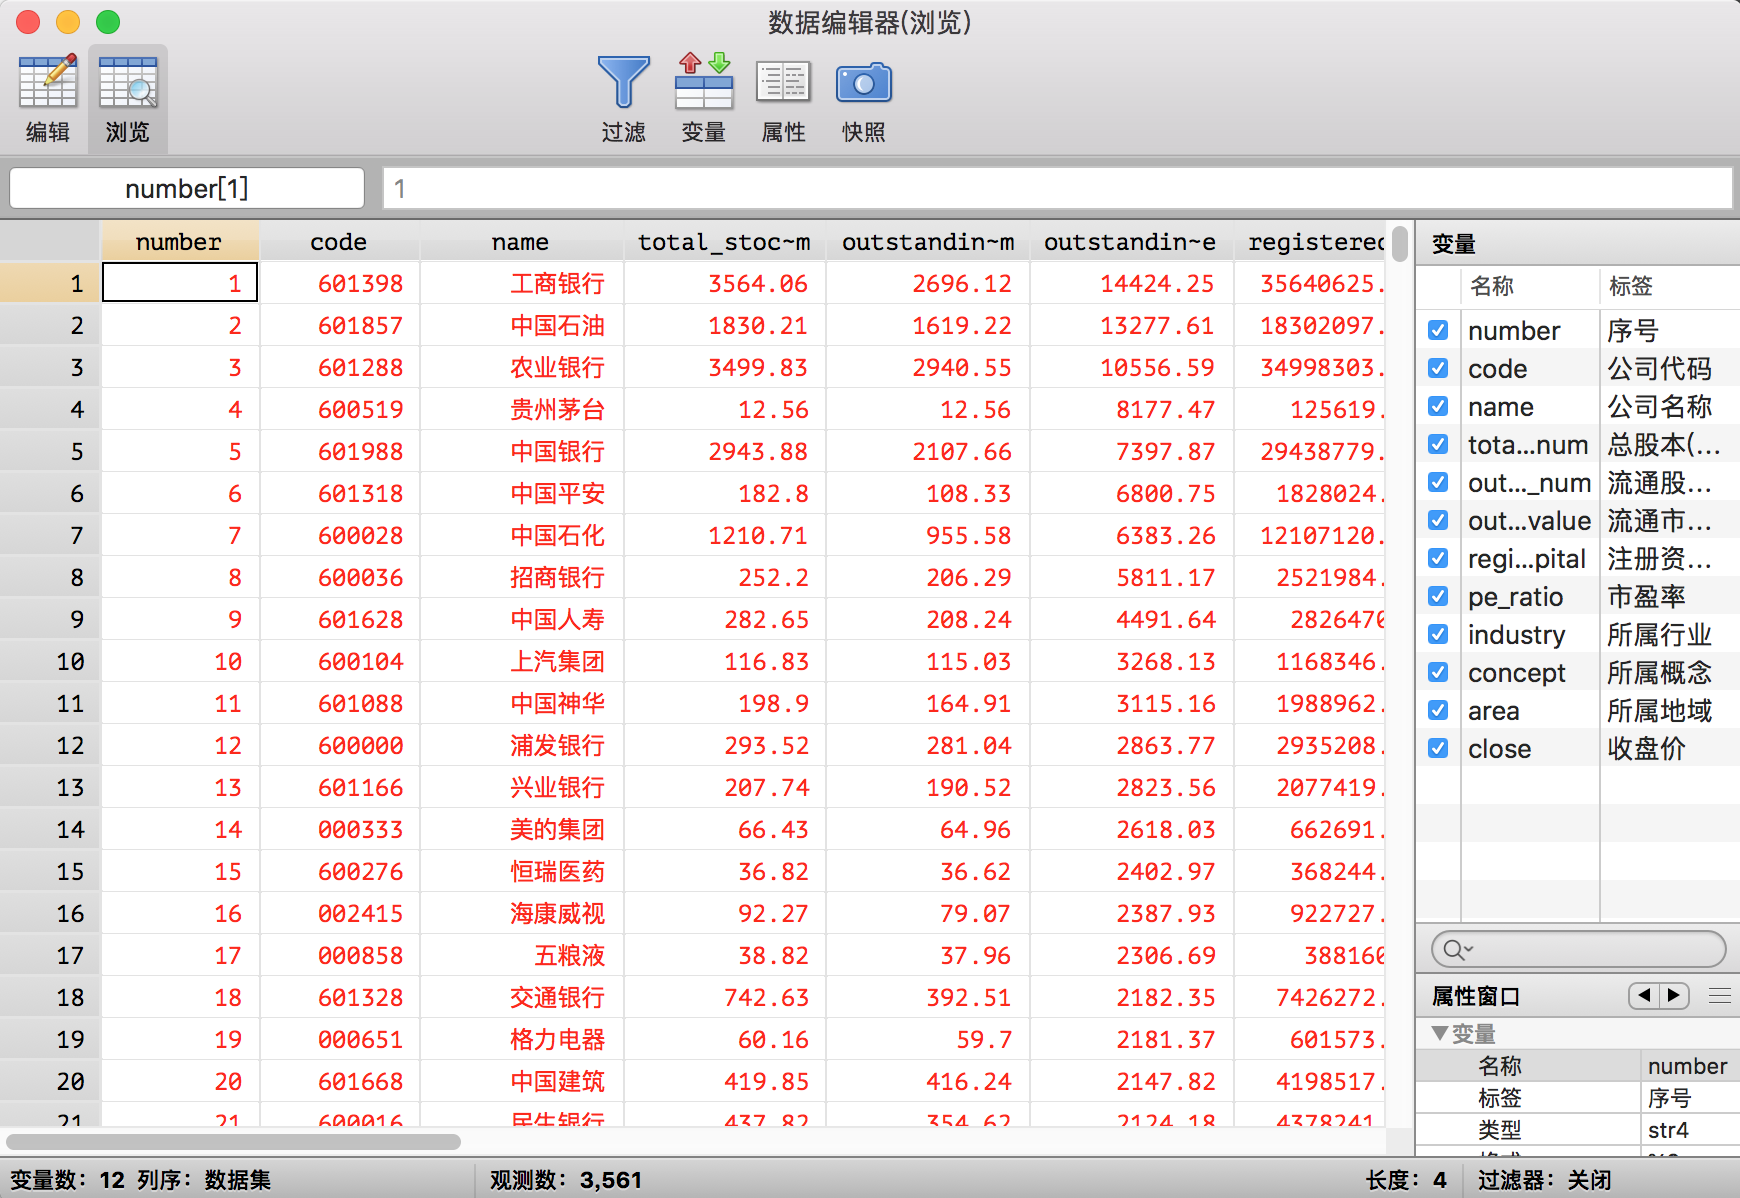 数据编辑器(浏览)
编辑 浏览 过滤 变量 属性 快照
number[1] 1
number code name total_stoc~m outstandin~m outstandin~e registered
1 1 601398 工商银行 3564.06 2696.12 14424.25 35640625.
2 2 601857 中国石油 1830.21 1619.22 13277.61 18302097.
3 3 601288 农业银行 3499.83 2940.55 10556.59 34998303.
4 4 600519 贵州茅台 12.56 12.56 8177.47 125619.
5 5 601988 中国银行 2943.88 2107.66 7397.87 29438779.
6 6 601318 中国平安 182.8 108.33 6800.75 1828024.
7 7 600028 中国石化 1210.71 955.58 6383.26 12107120.
8 8 600036 招商银行 252.2 206.29 5811.17 2521984.
9 9 601628 中国人寿 282.65 208.24 4491.64 2826470
10 10 600104 上汽集团 116.83 115.03 3268.13 1168346.
11 11 601088 中国神华 198.9 164.91 3115.16 1988962.
12 12 600000 浦发银行 293.52 281.04 2863.77 2935208.
13 13 601166 兴业银行 207.74 190.52 2823.56 2077419.
14 14 000333 美的集团 66.43 64.96 2618.03 662691.
15 15 600276 恒瑞医药 36.82 36.62 2402.97 368244.
16 16 002415 海康威视 92.27 79.07 2387.93 922727.
17 17 000858 五粮液 38.82 37.96 2306.69 388160
18 18 601328 交通银行 742.63 392.51 2182.35 7426272.
19 19 000651 格力电器 60.16 59.7 2181.37 601573.
20 20 601668 中国建筑 419.85 416.24 2147.82 4198517.
21 21 600016 民生银行 437.82 354.62 2124.18 4378241.
变量
名称 标签
number 序号
code 公司代码
name 公司名称
tota...num 总股本(...
out..._num 流通股...
out...value 流通市...
regi...pital 注册资...
pe_ratio 市盈率
industry 所属行业
concept 所属概念
area 所属地域
close 收盘价
属性窗口
变量
名称 number
标签 序号
类型 str4
变量数：12 列序：数据集 观测数：3,561 长度：4 过滤器：关闭